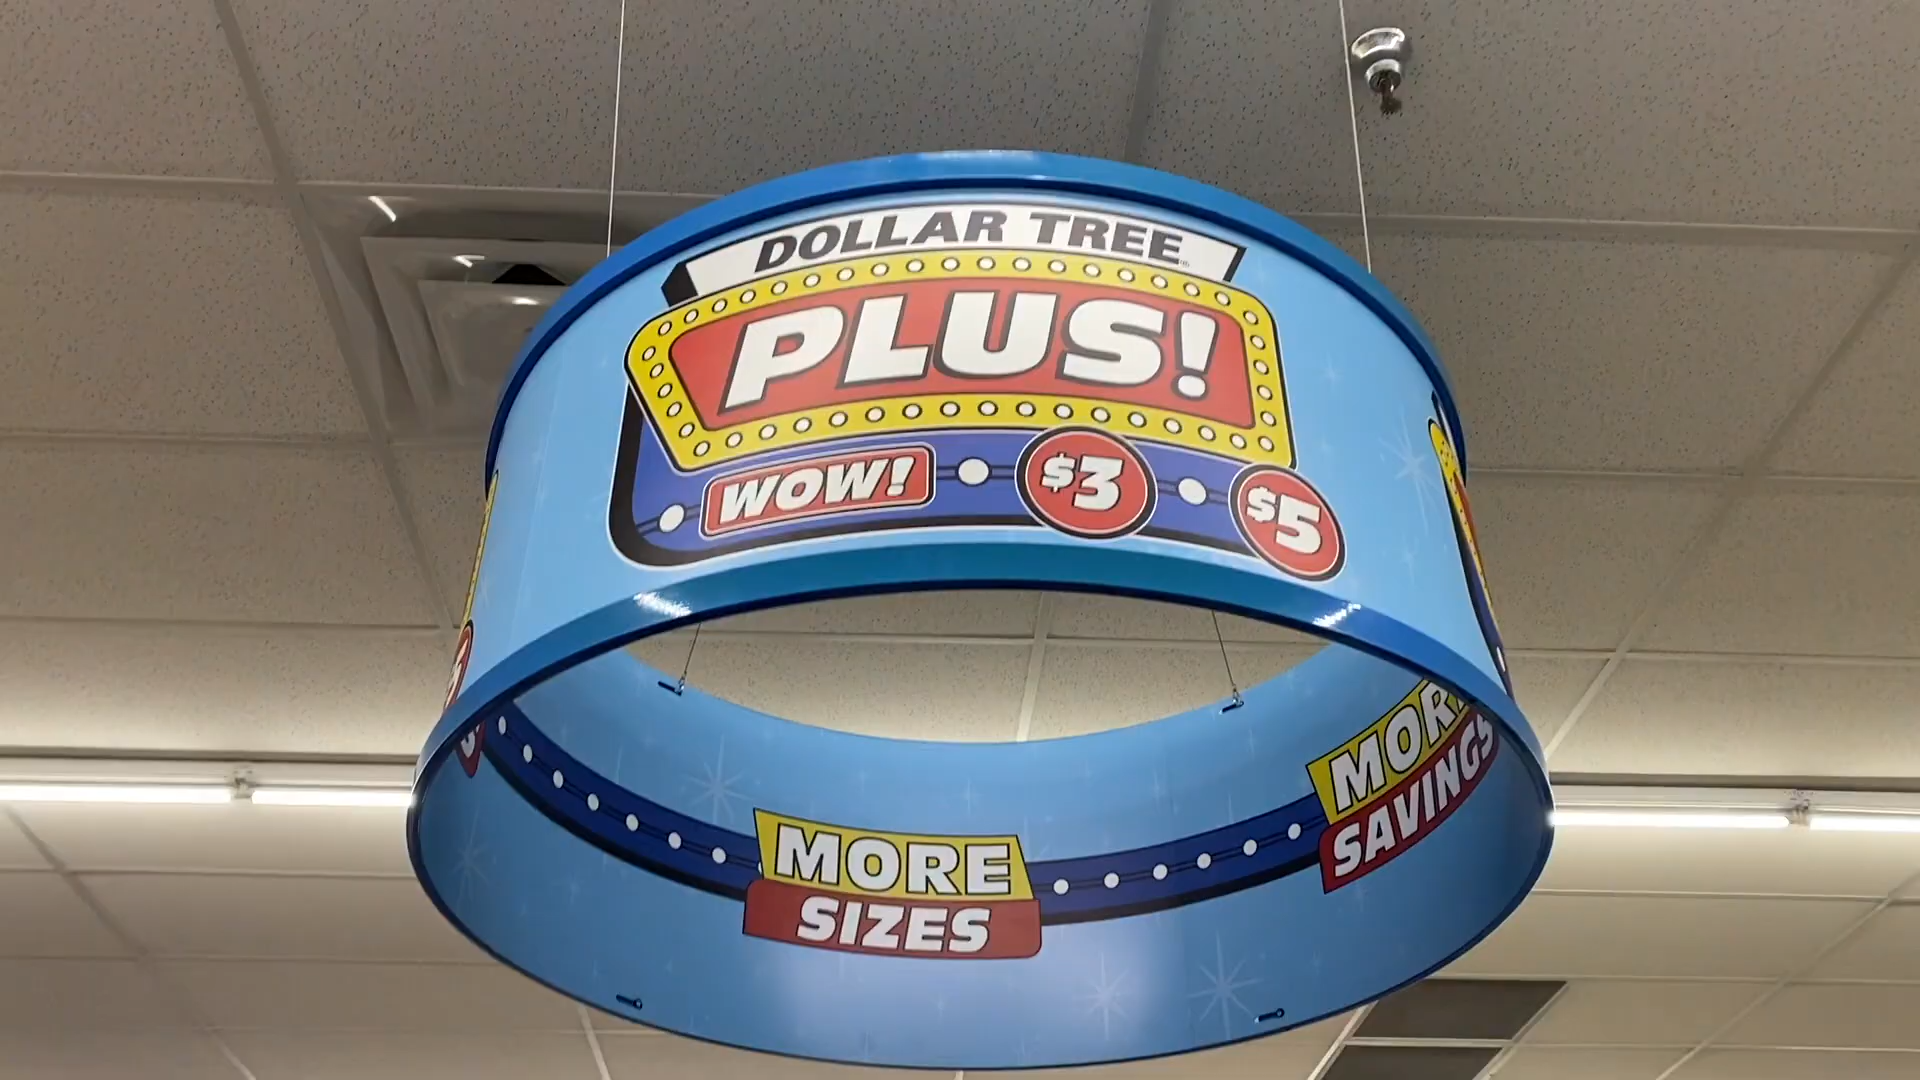 DOLLAR TREE
PLUS!
WOW! $3 $5
MORE
SIZES
MORE
SAVINGS